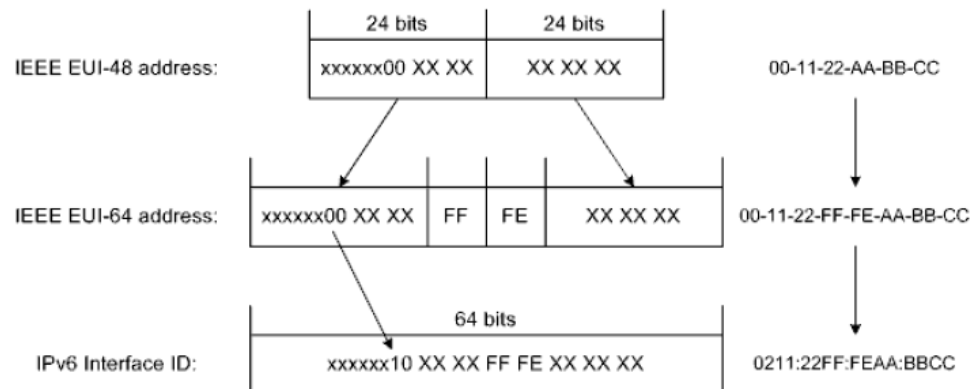 24 bits 24 bits
IEEE EUI-48 address: xxxxxx00 XX XX XX XX XX 00-11-22-AA-BB-CC
IEEE EUI-64 address: xxxxxx00 XX XX FF FE XX XX XX 00-11-22-FF-FE-AA-BB-CC
64 bits
IPv6 Interface ID: xxxxxx10 XX XX FF FE XX XX XX 0211:22FF:FEAA:BBCC